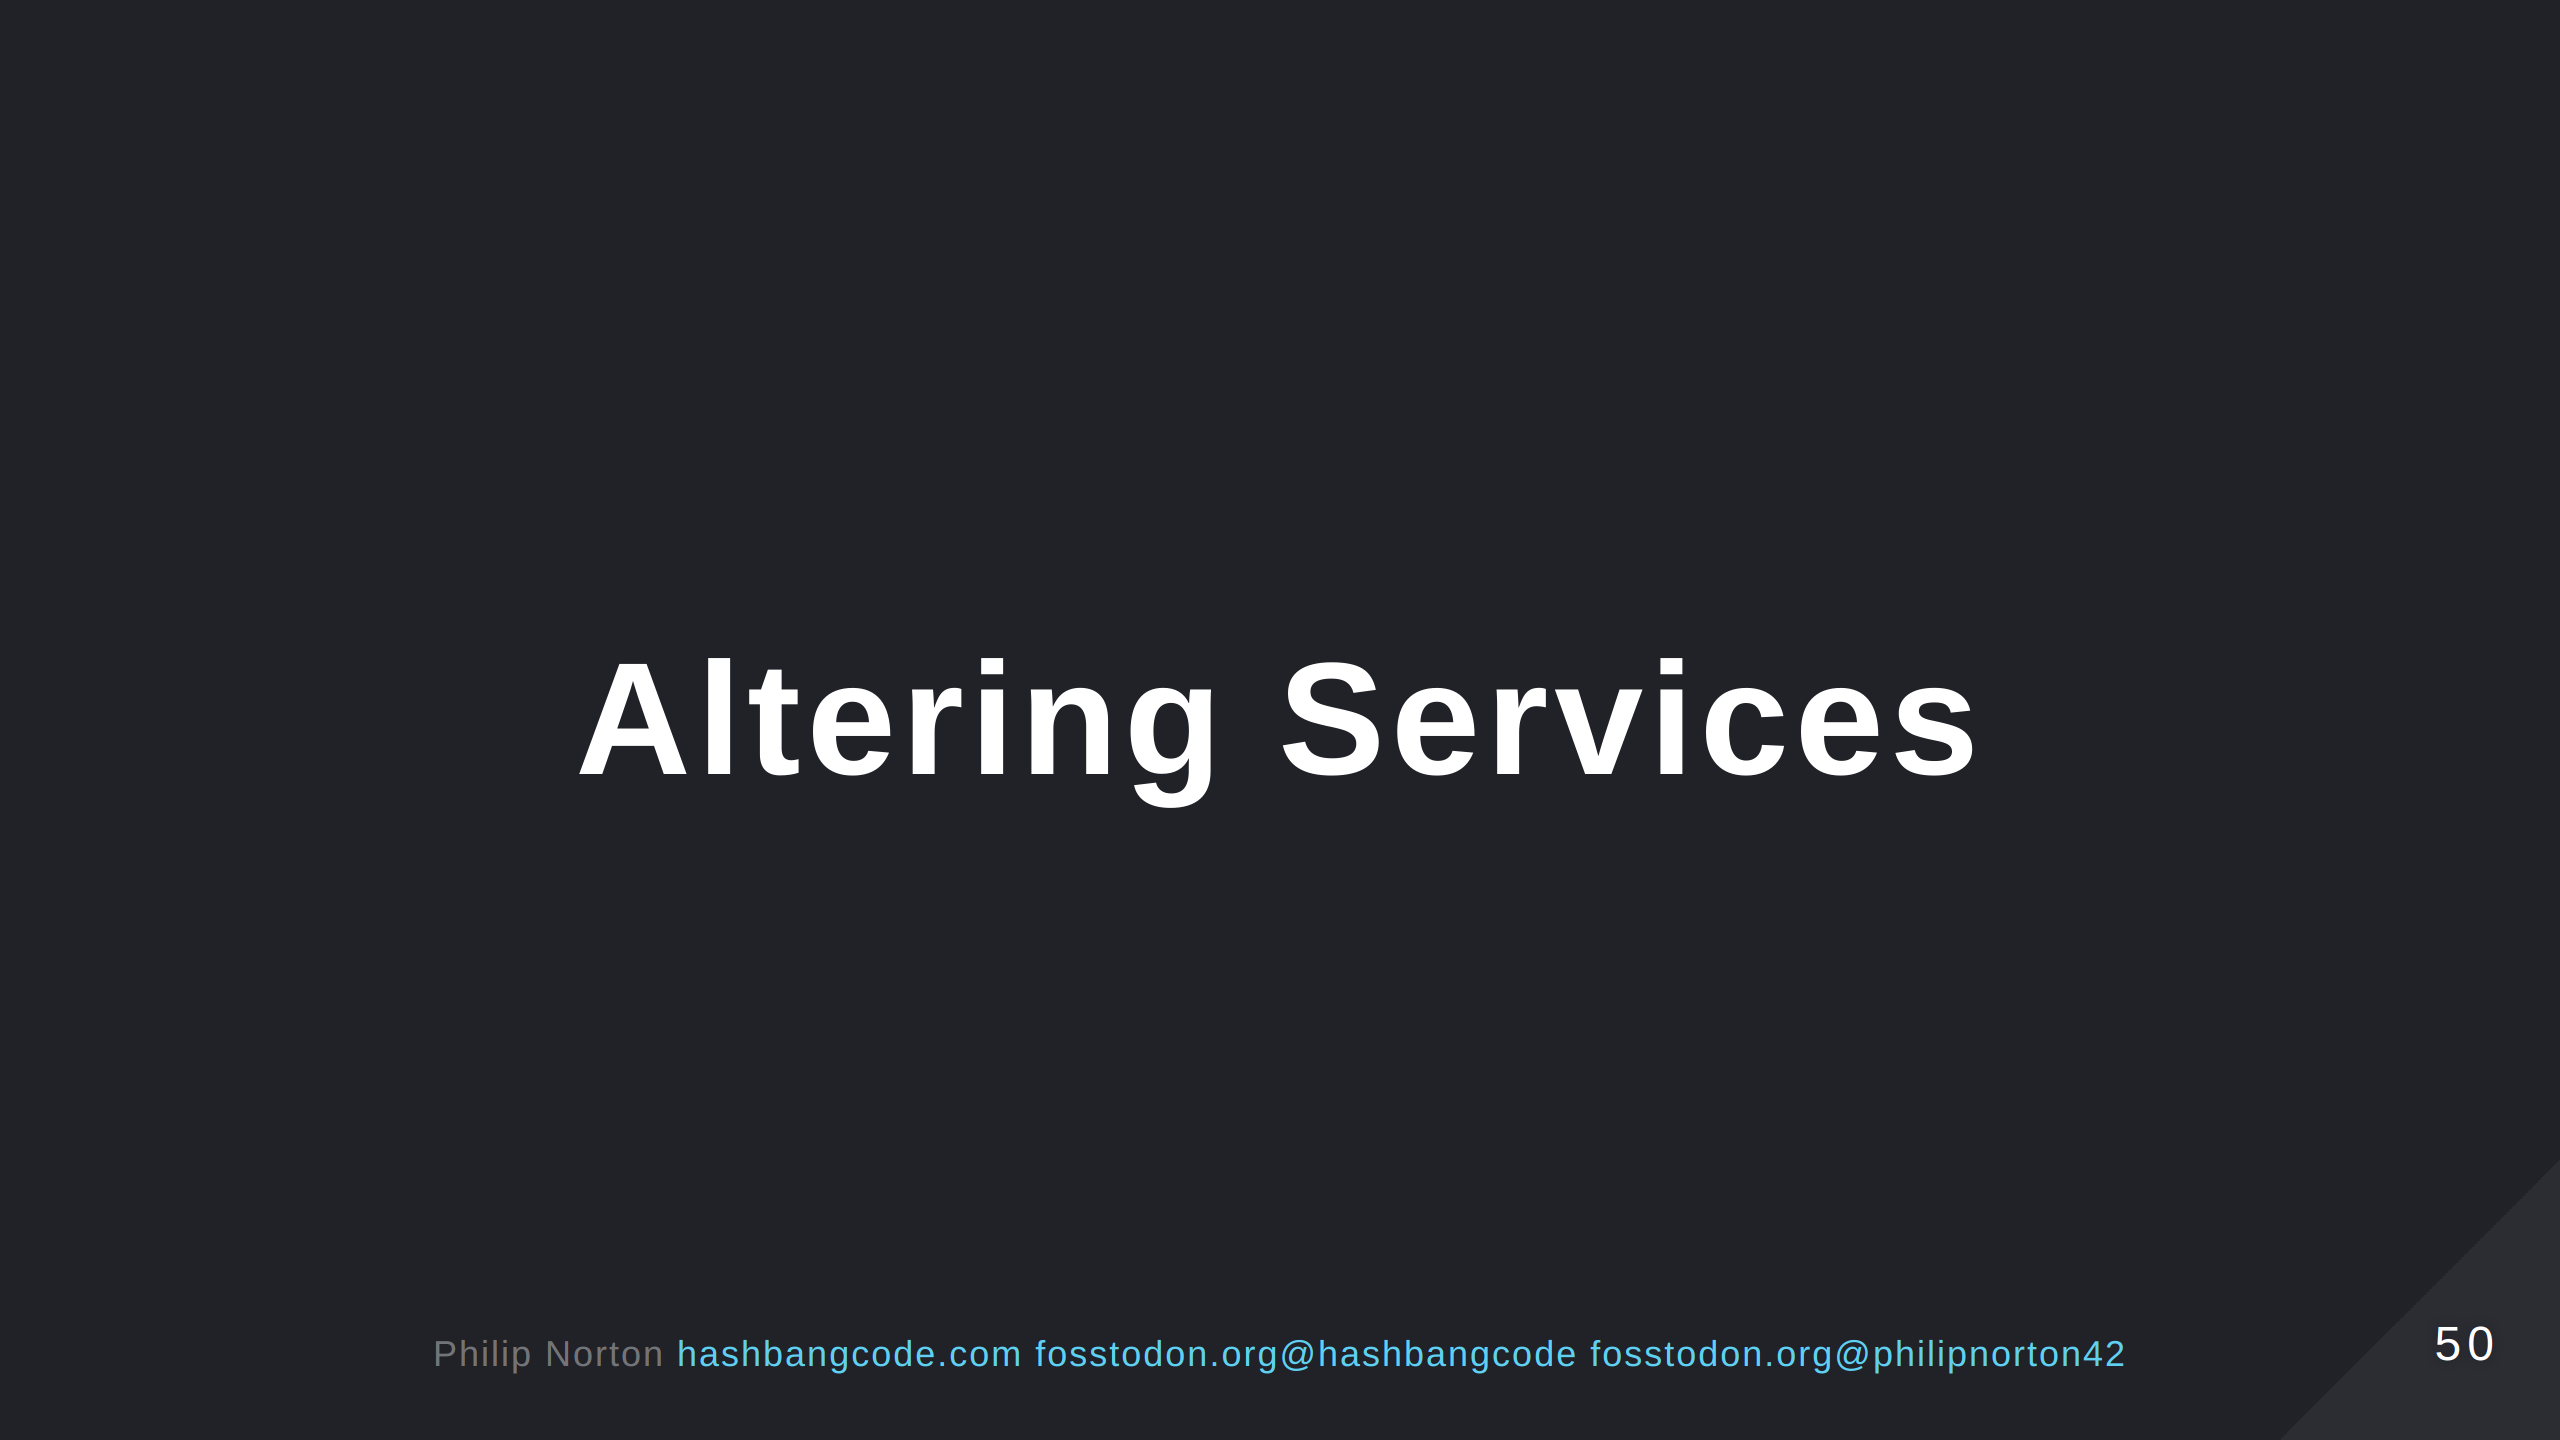 Altering Services
Philip Norton hashbangcode.com fosstodon.org@hashbangcode fosstodon.org@philipnorton42
50